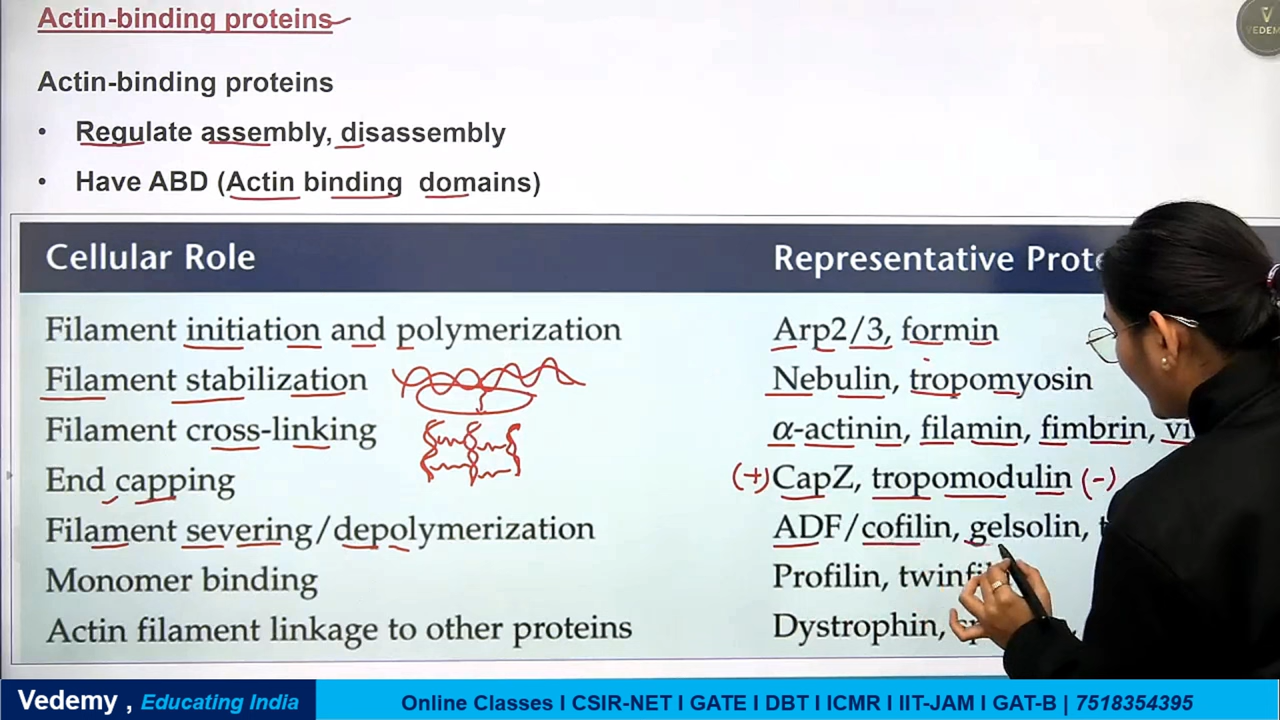 Actin-binding proteins
VEDEM
Actin-binding proteins
• Regulate assembly, disassembly
• Have ABD (Actin binding domains)
Cellular Role Representative Prote
Filament initiation and polymerization Arp2/3, formin
Filament stabilization Nebulin, tropomyosin
Filament cross-linking α-actinin, filamin, fimbrin, vi
End capping (+) CapZ, tropomodulin (-)
Filament severing/depolymerization ADF/cofilin, gelsolin,
Monomer binding Profilin,
Actin filament linkage to other proteins Dystrophin,
Vedemy , Educating India Online Classes I CSIR-NET I GATE I DBT I ICMR I IIT-JAM I GAT-B | 7518354395